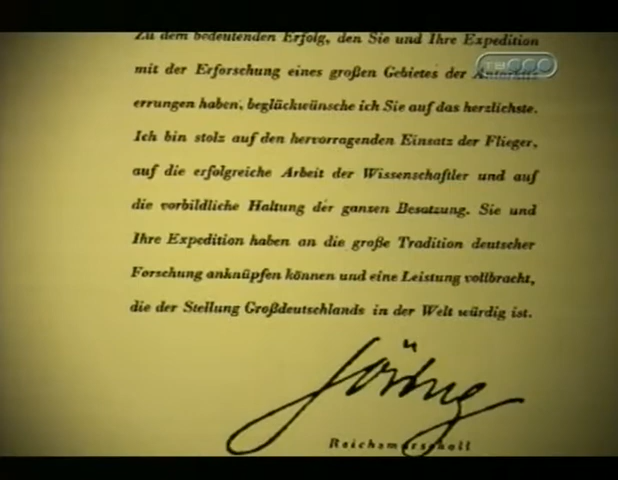 Zu dem bedeutenden Erfolg, den Sie und Ihre Expedition
mit der Erforschung eines großen Gebietes der Antarktis
errungen haben, beglückwünsche ich Sie auf das herzlichste.
Ich bin stolz auf den hervorragenden Einsatz der Flieger,
auf die erfolgreiche Arbeit der Wissenschaftler und auf
die vorbildliche Haltung der ganzen Besatzung. Sie und
Ihre Expedition haben an die große Tradition deutscher
Forschung anknüpfen können und eine Leistung vollbracht,
die der Stellung Großdeutschlands in der Welt würdig ist.
Göring
Reichsmarschall